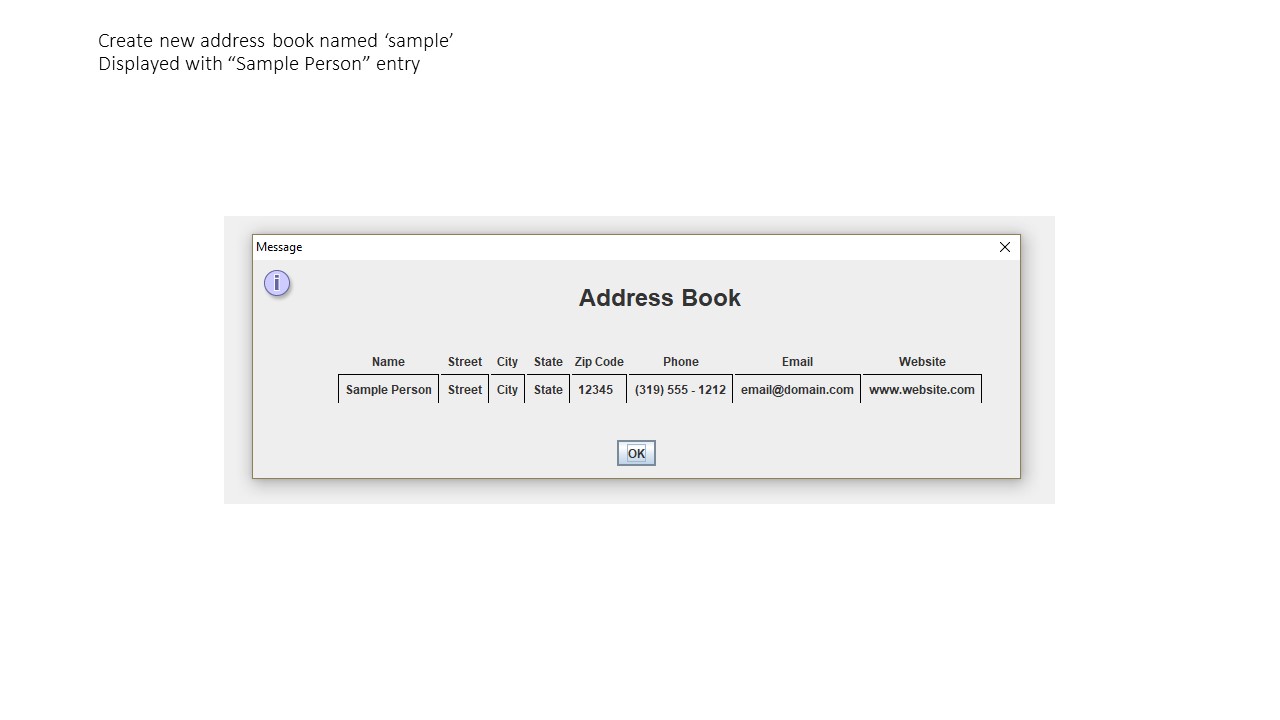 Create new address book named ‘sample’
Displayed with “Sample Person” entry
Message
i
Address Book
Name Street City State Zip Code Phone Email Website
Sample Person Street City State 12345 (319) 555 - 1212 email@domain.com www.website.com
OK